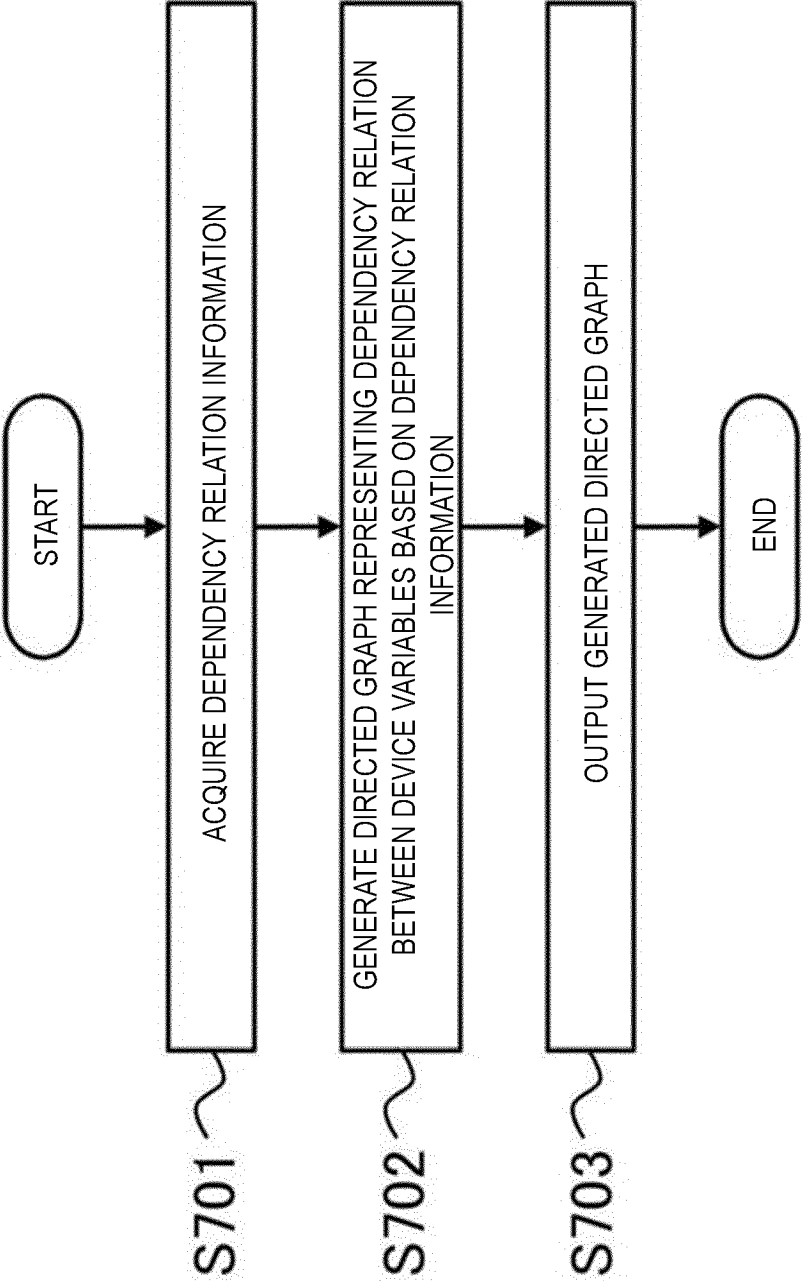 START
S701
ACQUIRE DEPENDENCY RELATION INFORMATION
S702
GENERATE DIRECTED GRAPH REPRESENTING DEPENDENCY RELATION
BETWEEN DEVICE VARIABLES BASED ON DEPENDENCY RELATION
INFORMATION
S703
OUTPUT GENERATED DIRECTED GRAPH
END